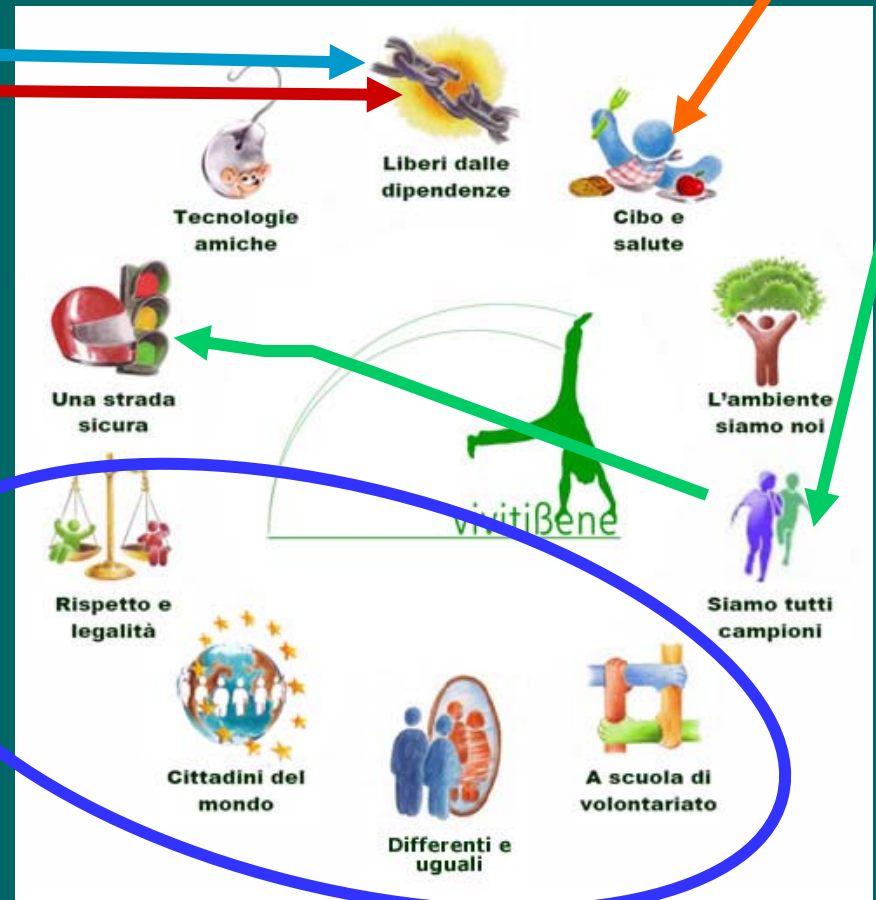 Liberi dalle
dipendenze
Tecnologie
amiche
Cibo e
salute
Una strada
sicura
L'ambiente
siamo noi
vivitißene
Rispetto e
legalità
Siamo tutti
campioni
Cittadini del
mondo
A scuola di
volontariato
Differenti e
uguali